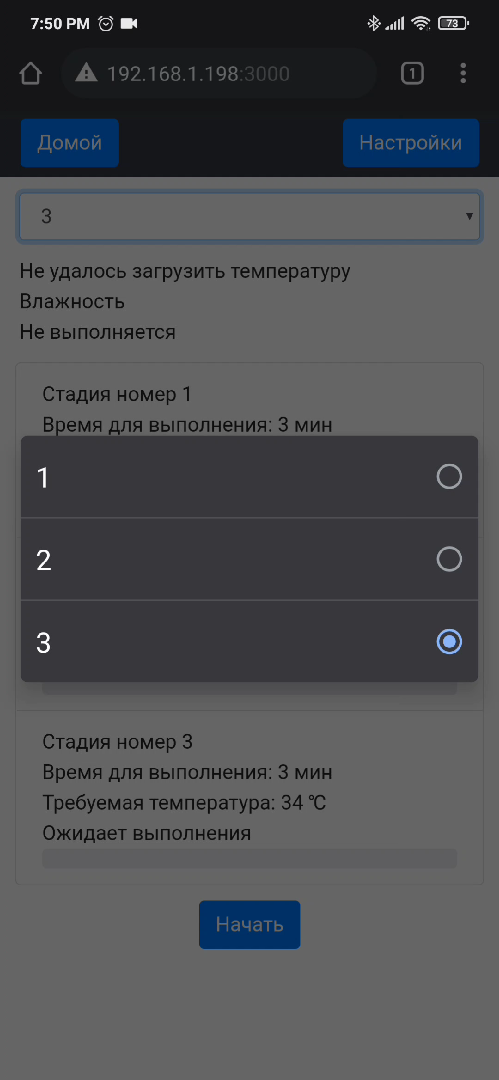 7:50 PM
73
192.168.1.198:3000
1
Домой
Настройки
3
Не удалось загрузить температуру
Влажность
Не выполняется
Стадия номер 1
Время для выполнения: 3 мин
1
2
3
Стадия номер 3
Время для выполнения: 3 мин
Требуемая температура: 34 °C
Ожидает выполнения
Начать